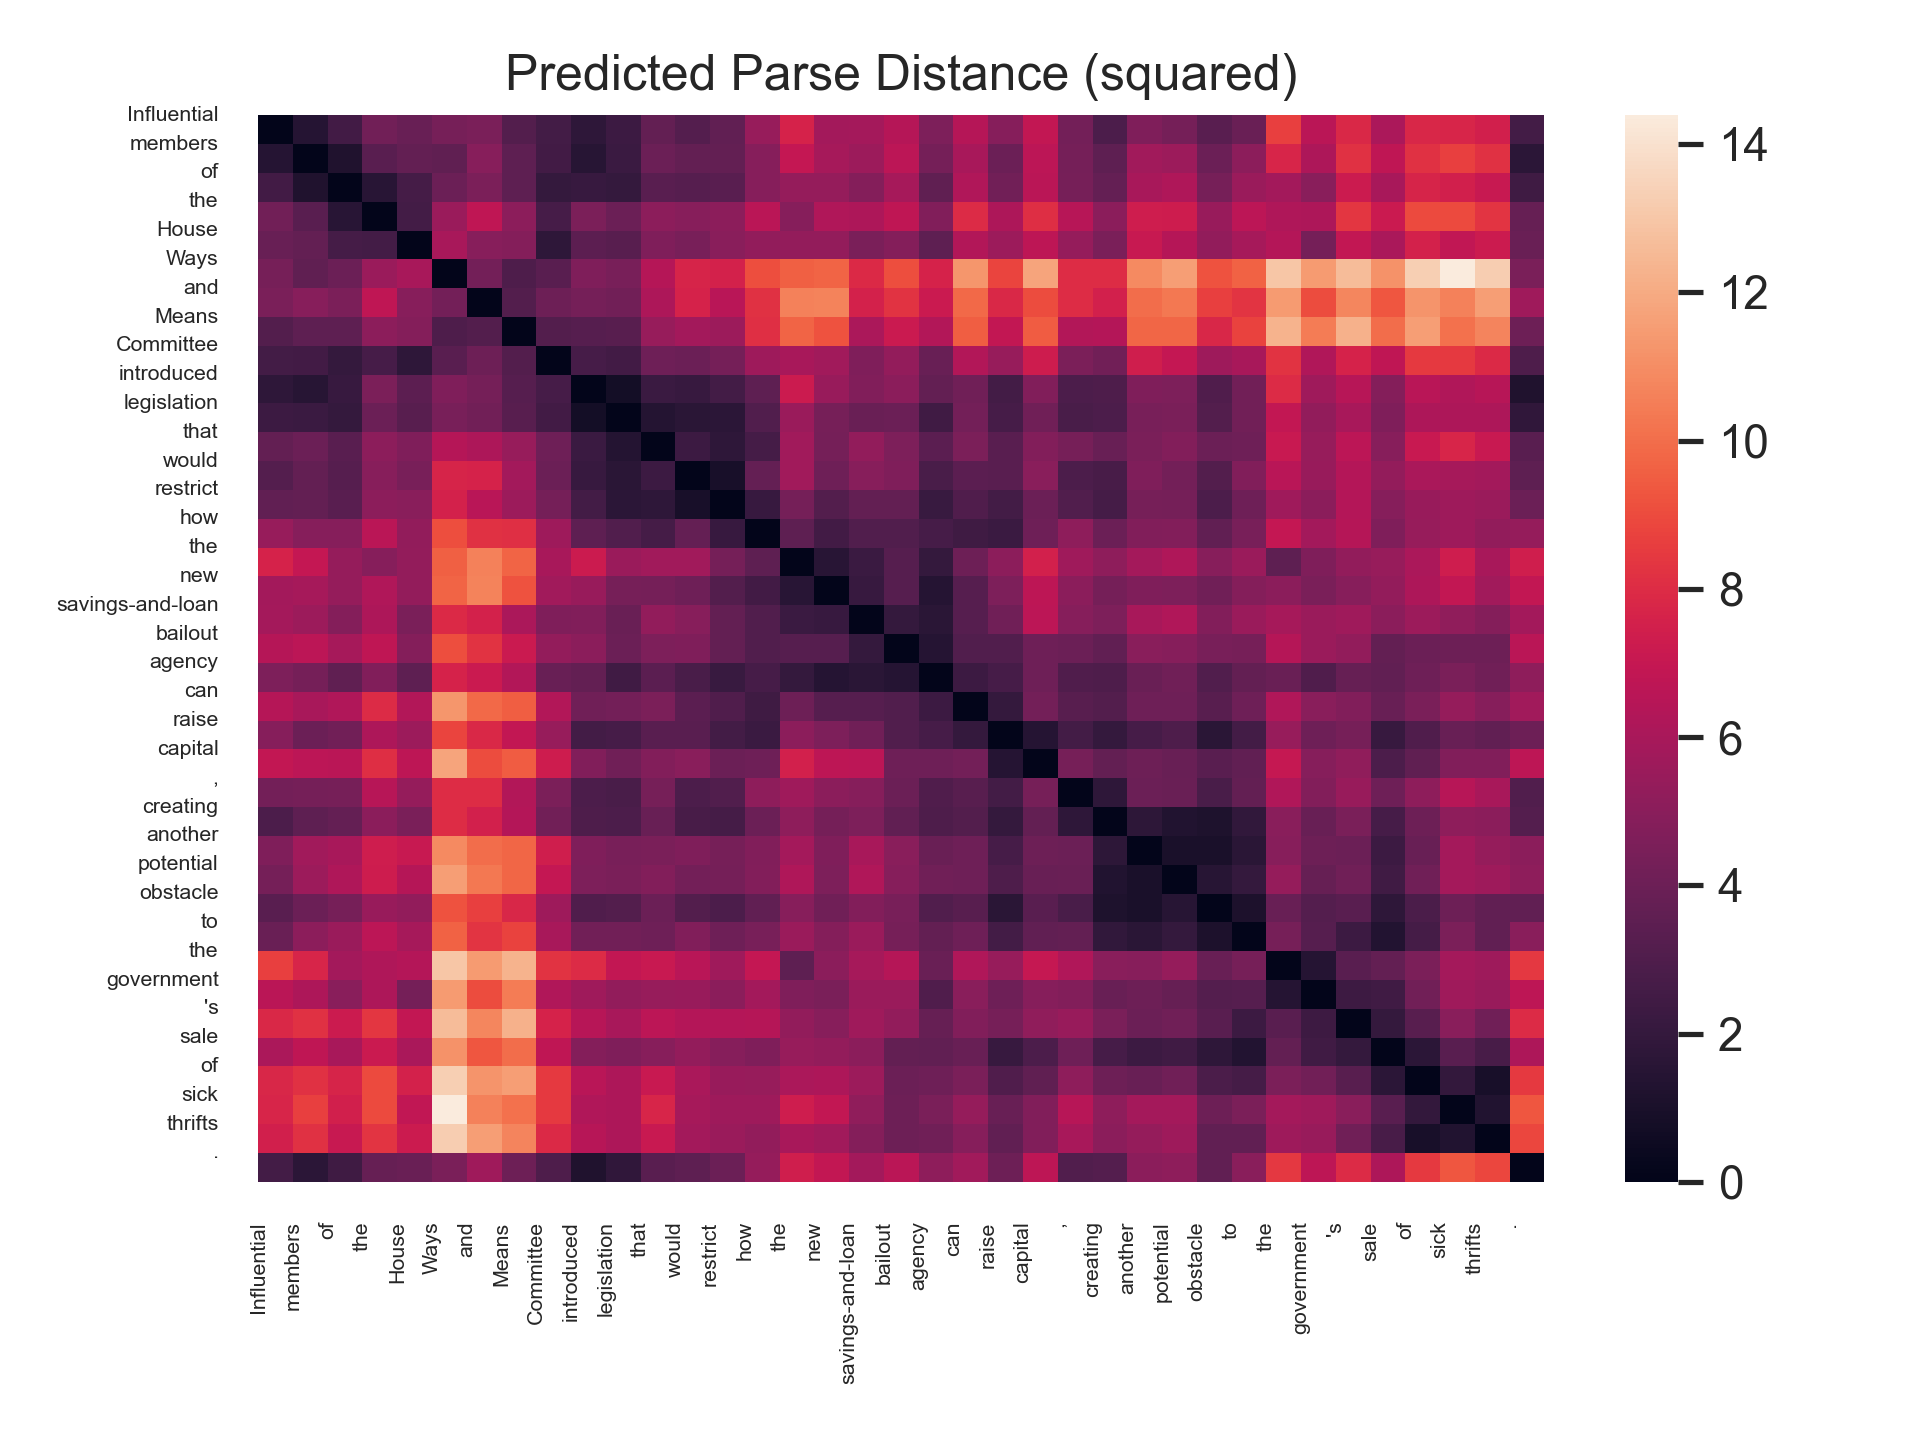 Predicted Parse Distance (squared)
Influential
members
of
the
House
Ways
and
Means
Committee
introduced
legislation
that
would
restrict
how
the
new
savings-and-loan
bailout
agency
can
raise
capital
,
creating
another
potential
obstacle
to
the
government
's
sale
of
sick
thrifts
.
14
12
10
8
6
4
2
0
Influential
members
of
the
House
Ways
and
Means
Committee
introduced
legislation
that
would
restrict
how
the
new
savings-and-loan
bailout
agency
can
raise
capital
,
creating
another
potential
obstacle
to
the
government
's
sale
of
sick
thrifts
.